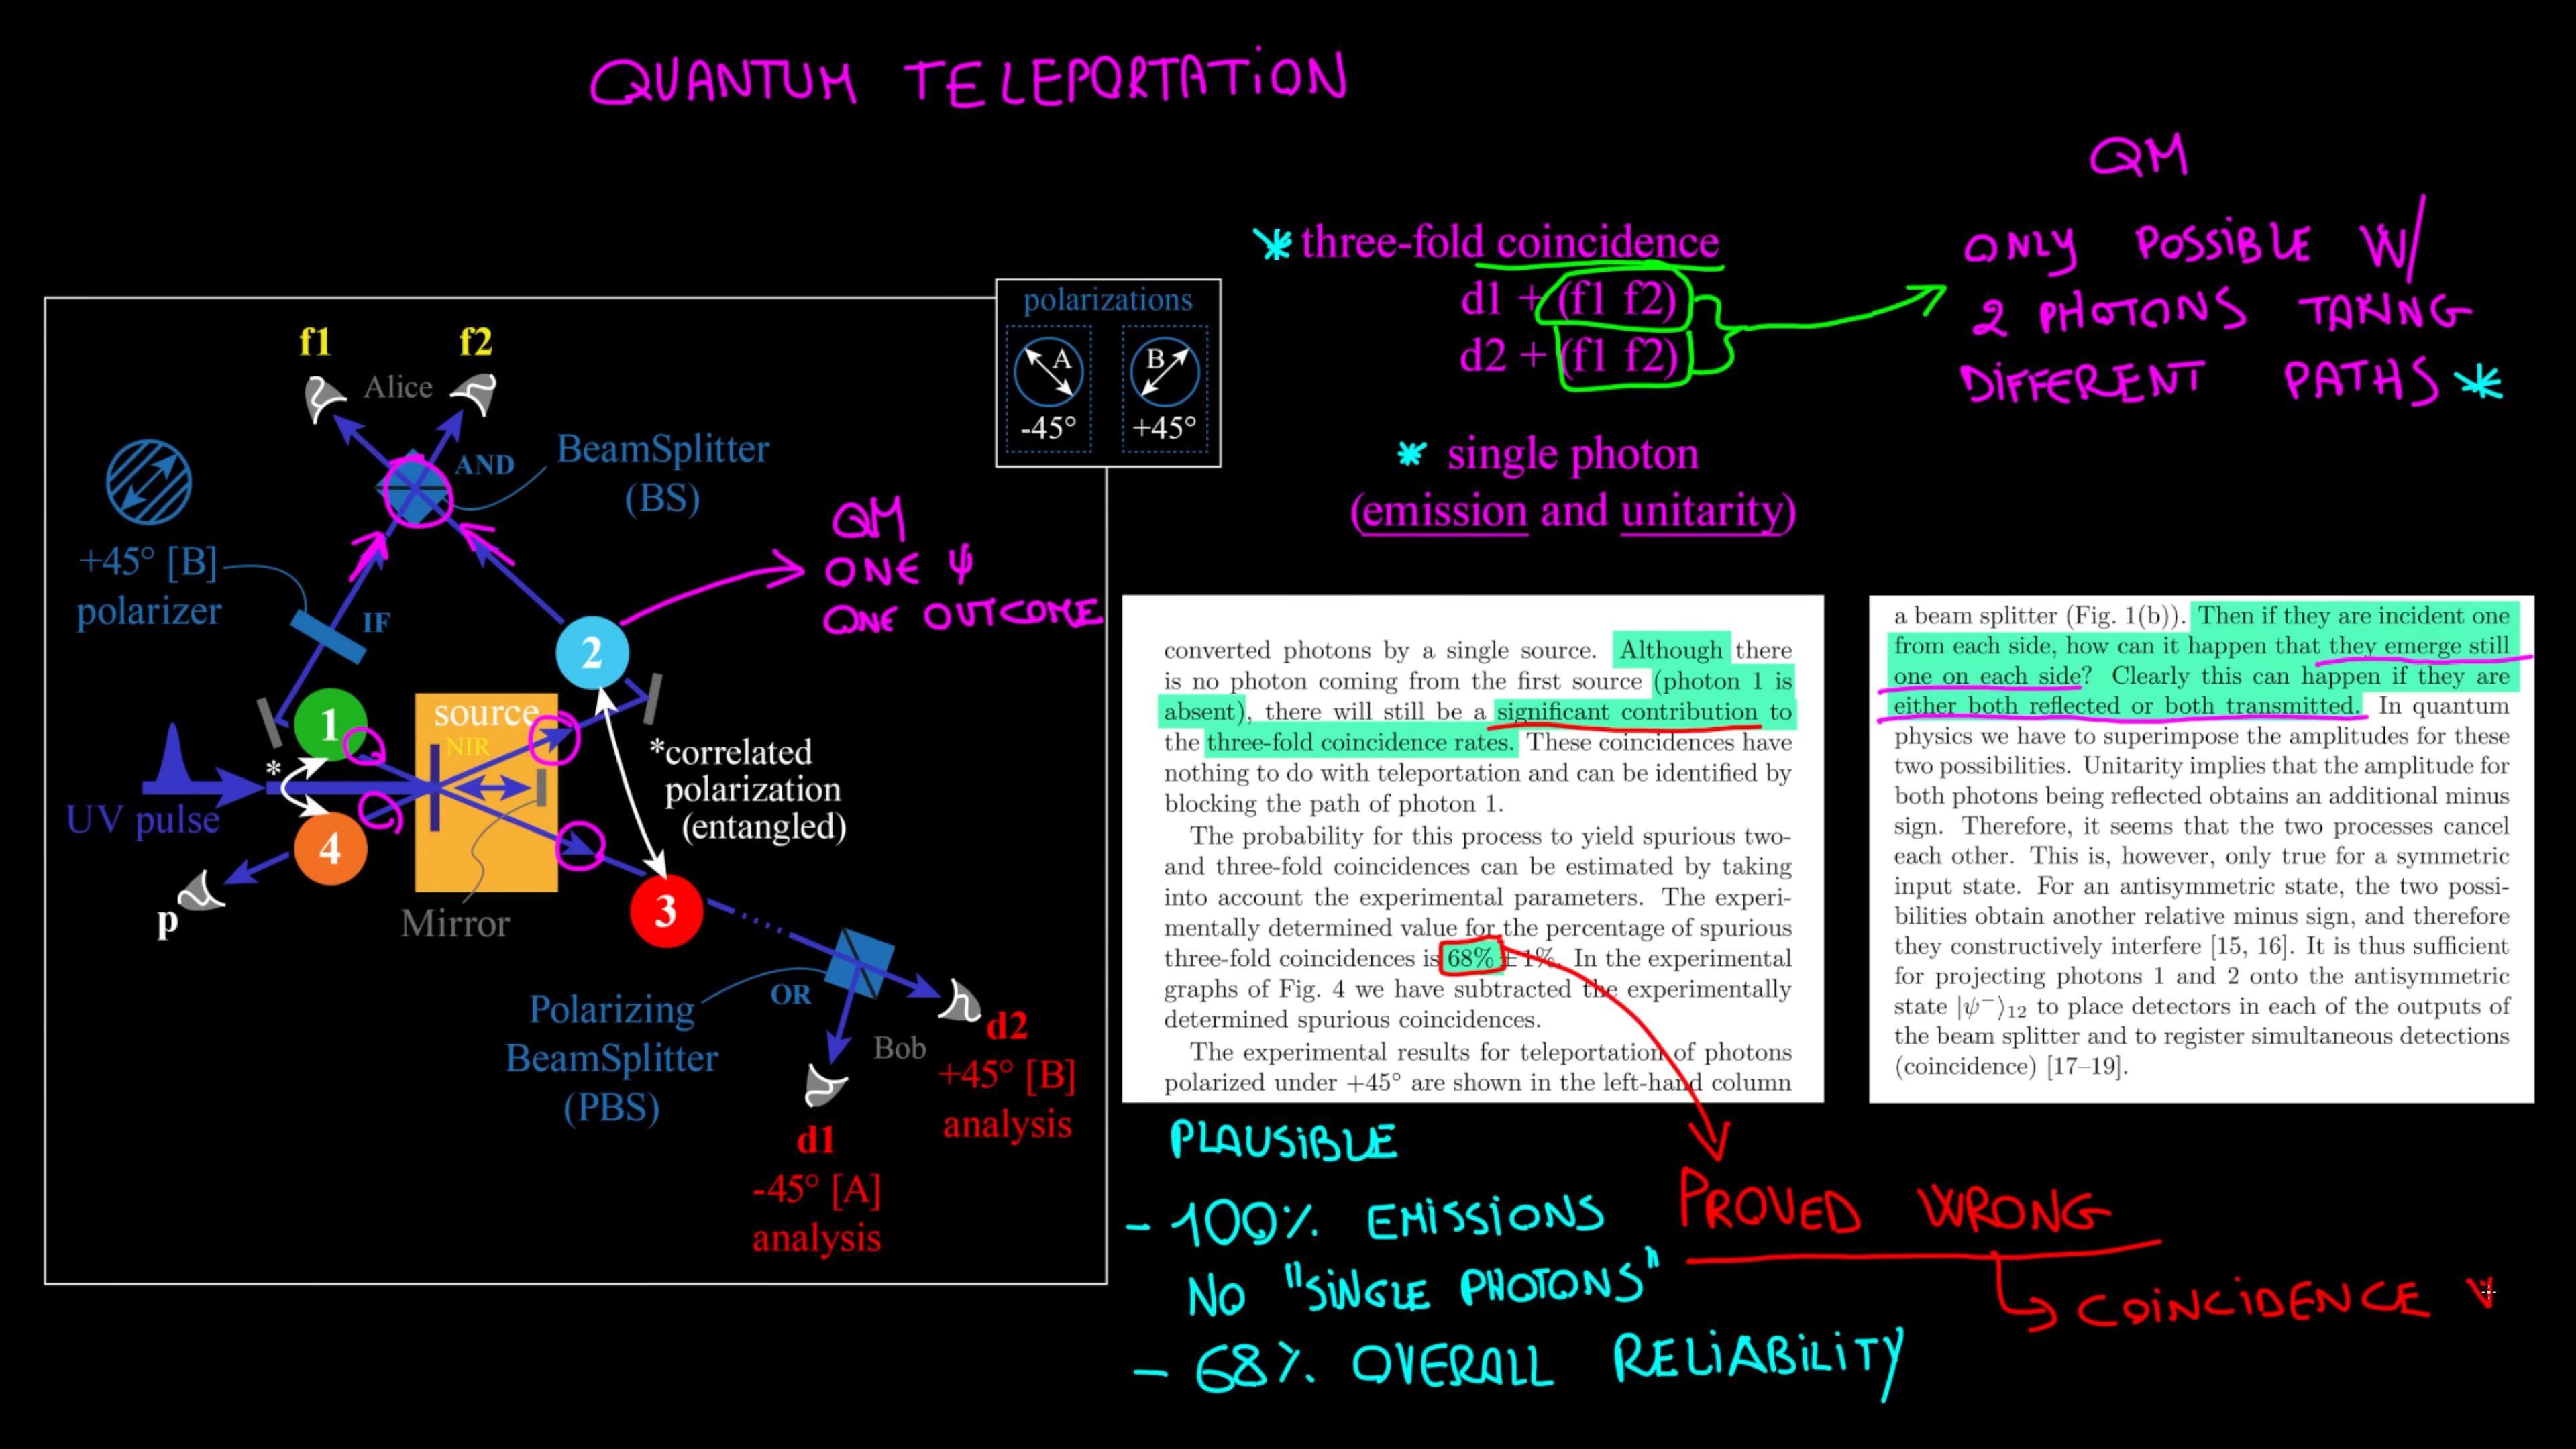 QUANTUM TELEPORTATION
f1
f2
Alice
AND
BeamSplitter
(BS)
+45° [B]
polarizer
IF
QM
ONE ψ
ONE OUTCOME
1
2
3
4
source
NIR
*
*correlated
polarization
(entangled)
UV pulse
p
Mirror
Polarizing
BeamSplitter
(PBS)
OR
Bob
d2
+45° [B]
analysis
d1
-45° [A]
analysis
polarizations
A
B
-45°
+45°
* three-fold coincidence
d1 + (f1 f2)
d2 + (f1 f2)
* single photon
(emission and unitarity)
QM
ONLY POSSIBLE W/
2 PHOTONS TAKING
DIFFERENT PATHS *
converted photons by a single source. Although there
is no photon coming from the first source (photon 1 is
absent), there will still be a significant contribution to
the three-fold coincidence rates. These coincidences have
nothing to do with teleportation and can be identified by
blocking the path of photon 1.
The probability for this process to yield spurious two-
and three-fold coincidences can be estimated by taking
into account the experimental parameters. The experi-
mentally determined value for the percentage of spurious
three-fold coincidences is 68% ± 1%. In the experimental
graphs of Fig. 4 we have subtracted the experimentally
determined spurious coincidences.
The experimental results for teleportation of photons
polarized under +45° are shown in the left-hand column
a beam splitter (Fig. 1(b)). Then if they are incident one
from each side, how can it happen that they emerge still
one on each side? Clearly this can happen if they are
either both reflected or both transmitted. In quantum
physics we have to superimpose the amplitudes for these
two possibilities. Unitarity implies that the amplitude for
both photons being reflected obtains an additional minus
sign. Therefore, it seems that the two processes cancel
each other. This is, however, only true for a symmetric
input state. For an antisymmetric state, the two possi-
bilities obtain another relative minus sign, and therefore
they constructively interfere [15, 16]. It is thus sufficient
for projecting photons 1 and 2 onto the antisymmetric
state |ψ⁻⟩₁₂ to place detectors in each of the outputs of
the beam splitter and to register simultaneous detections
(coincidence) [17–19].
PLAUSIBLE
- 100% EMISSIONS
NO "SINGLE PHOTONS"
- 68% OVERALL RELIABILITY
PROVED WRONG
COINCIDENCE